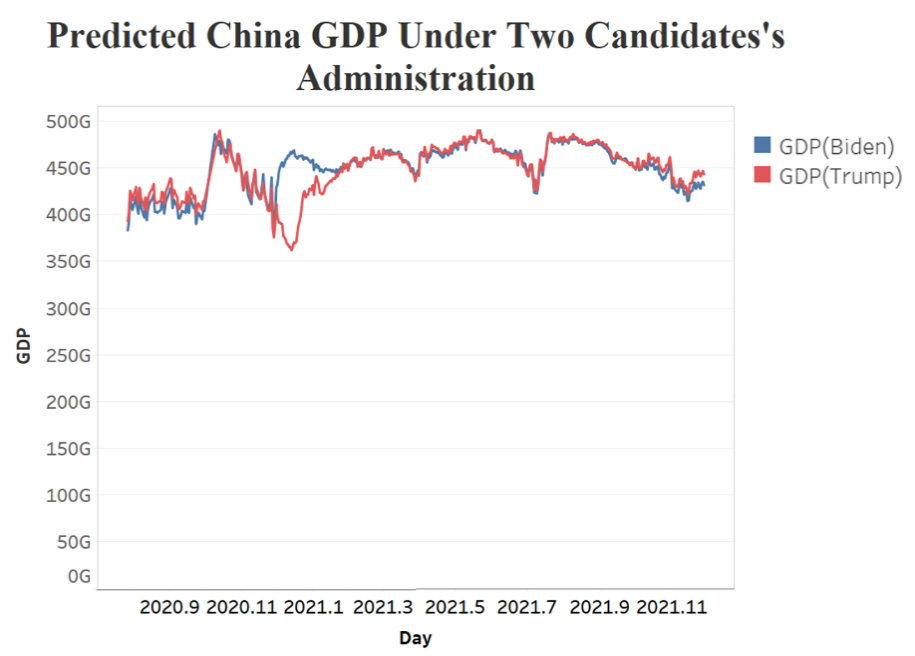 Predicted China GDP Under Two Candidates's
Administration
500G
450G
400G
350G
300G
250G
200G
150G
100G
50G
0G
GDP
2020.9 2020.11 2021.1 2021.3 2021.5 2021.7 2021.9 2021.11
Day
GDP(Biden)
GDP(Trump)